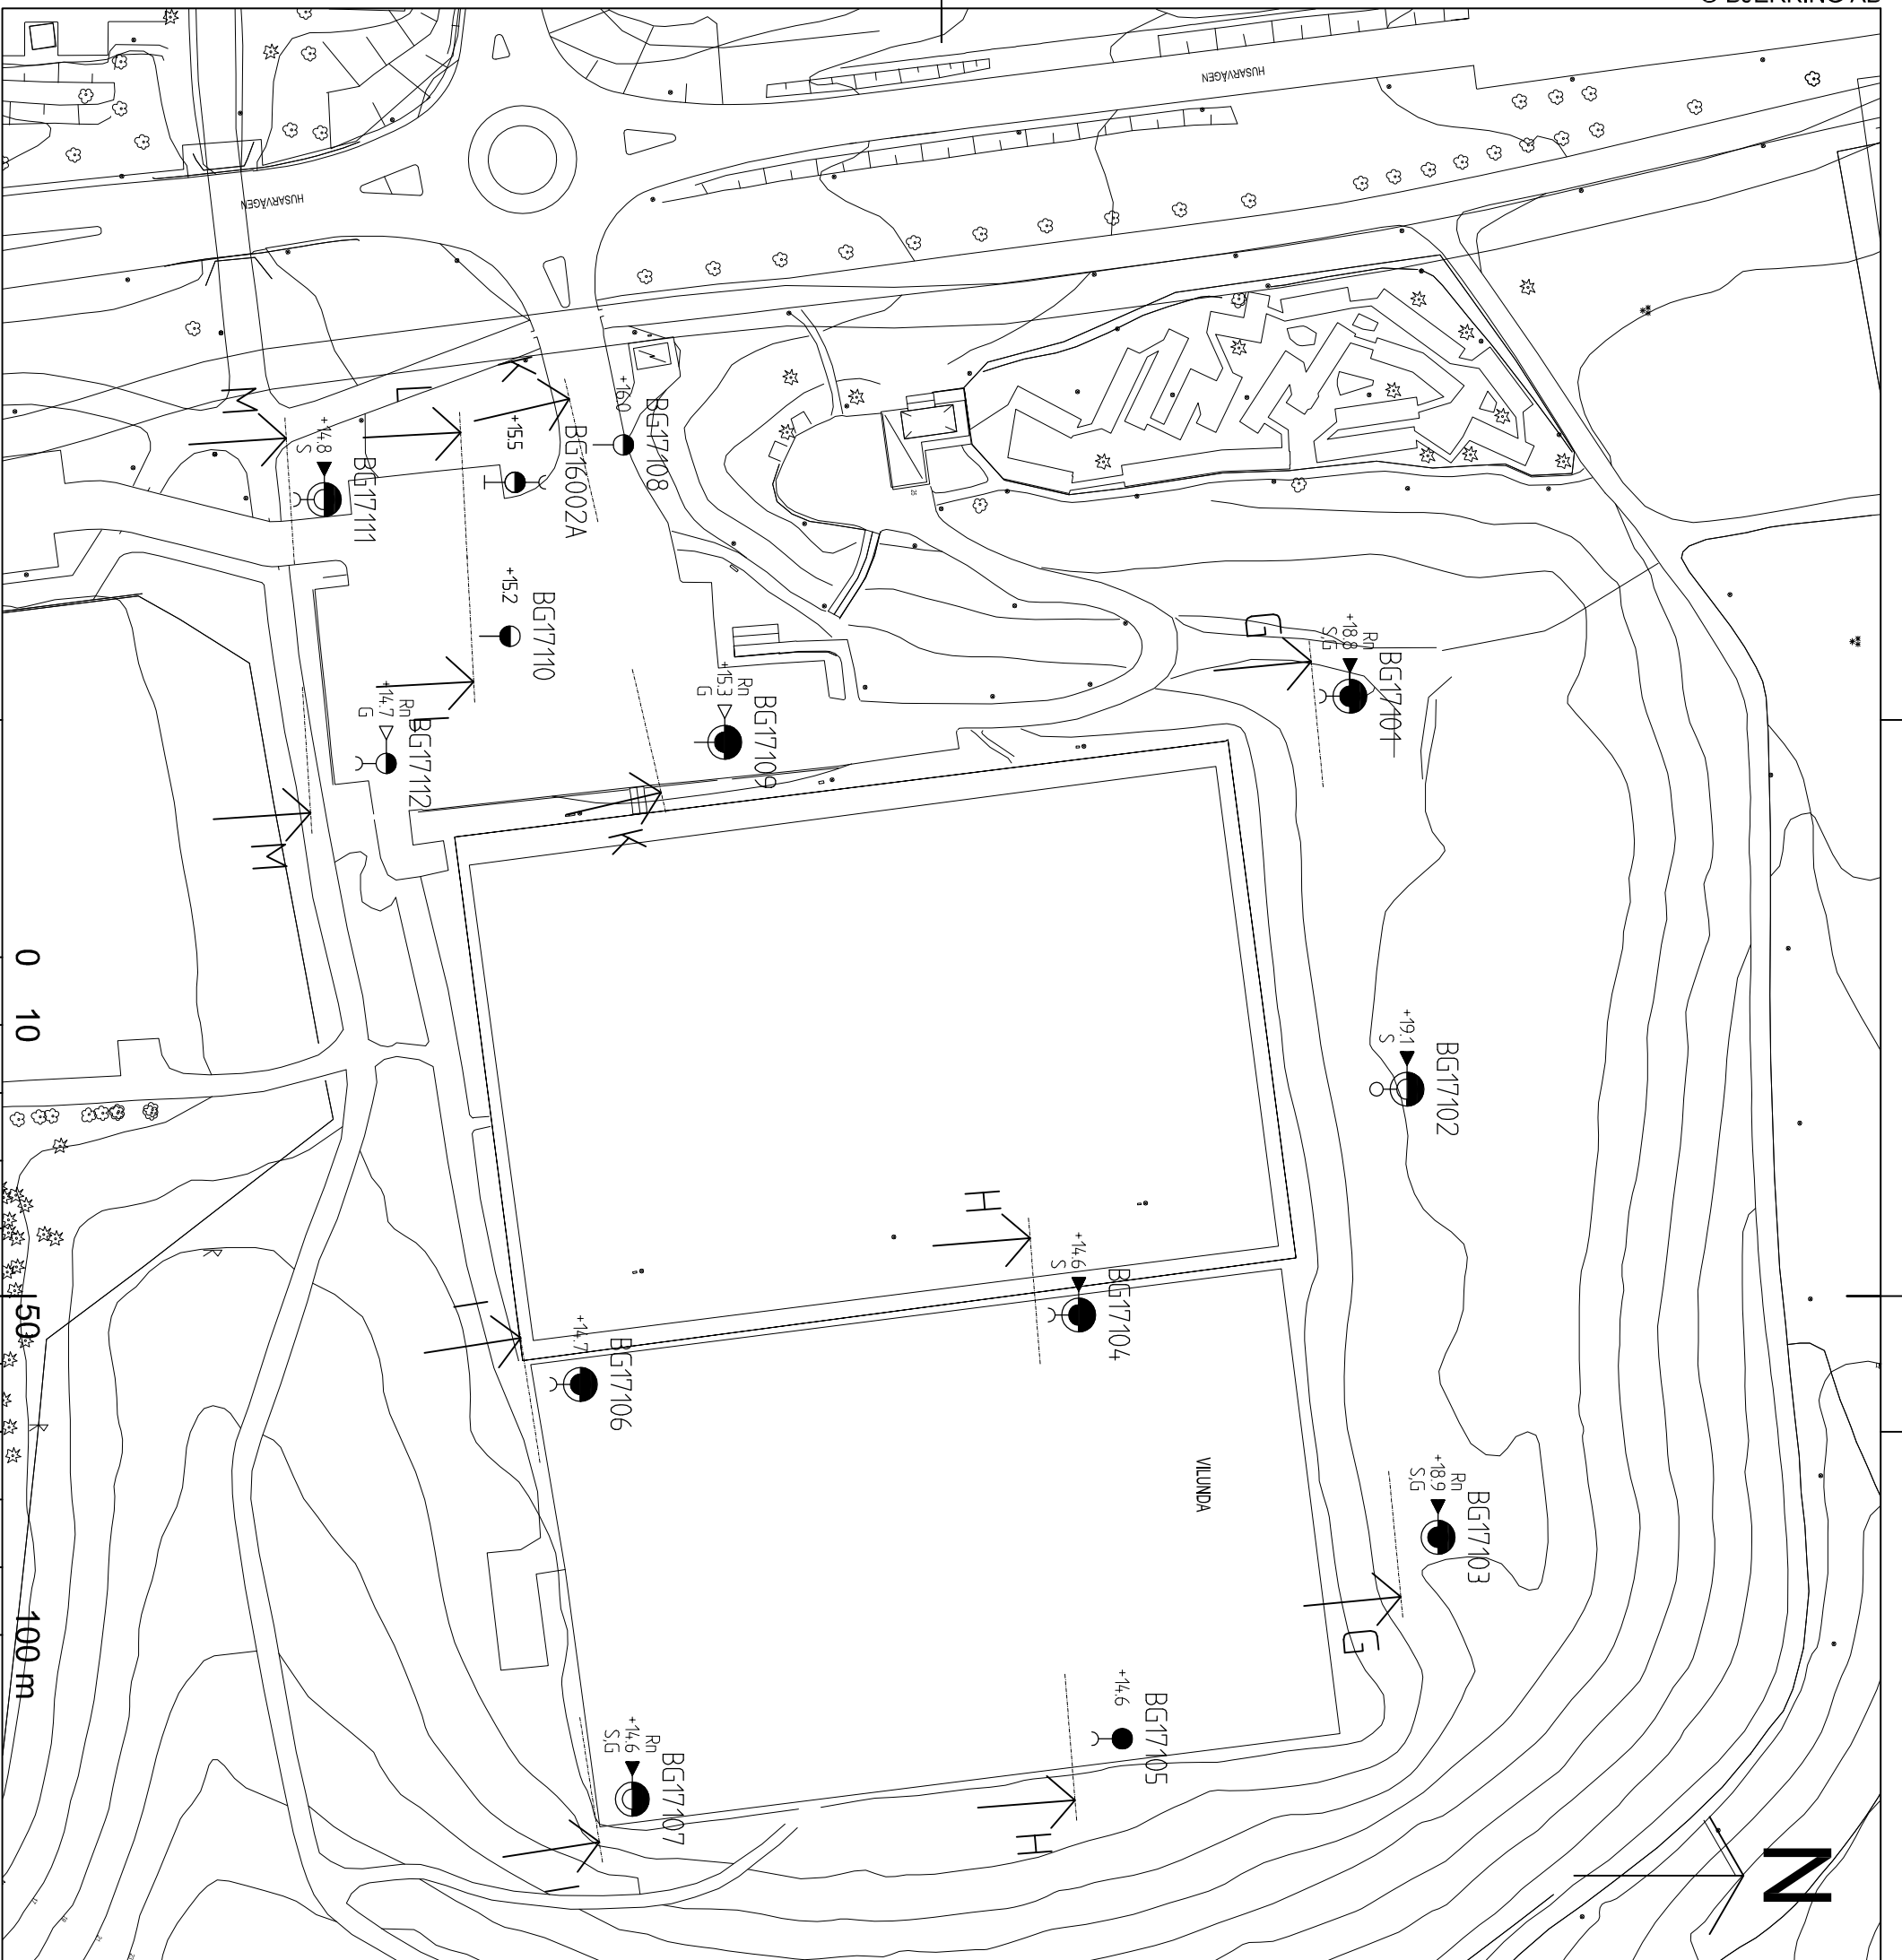 © BJERKING AB
HUSARVÄGEN
HUSARVÄGEN
M
L
K
+16.0
BG17108
+15.5
BG16002A
+14.8
S
BG17111
+15.2
BG17110
Rn
+15.3
G
BG17109
Rn
+14.7
G
BG17112
L
M
K
G
Rn
+18.8
S,G
BG17101
+19.1
S
BG17102
H
+14.6
S
BG17104
I
+14.7
BG17106
VILUNDA
Rn
+18.9
S,G
BG17103
G
+14.6
BG17105
H
Rn
+14.6
S,G
BG17107
I
N
0
10
50
100 m